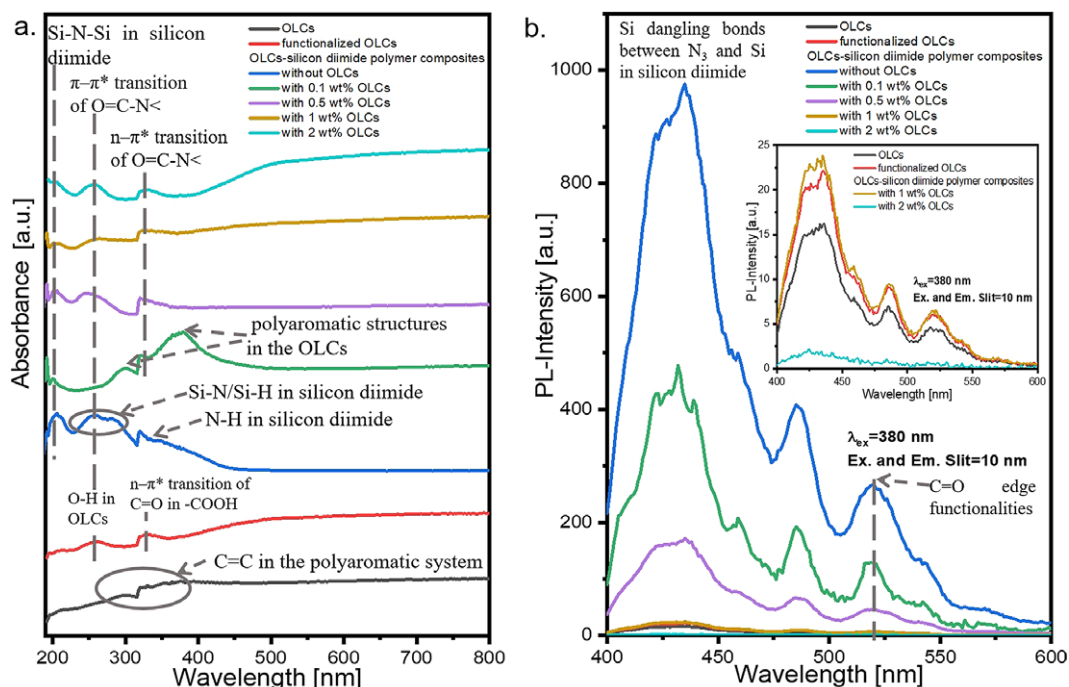 a.
Si-N-Si in silicon
diimide
π–π* transition
of O=C-N<
n–π* transition
of O=C-N<
OLCs
functionalized OLCs
OLCs-silicon diimide polymer composites
without OLCs
with 0.1 wt% OLCs
with 0.5 wt% OLCs
with 1 wt% OLCs
with 2 wt% OLCs
polyaromatic structures
in the OLCs
Si-N/Si-H in silicon diimide
N-H in silicon diimide
O-H in
OLCs
n–π* transition of
C=O in -COOH
C=C in the polyaromatic system
Absorbance [a.u.]
200 300 400 500 600 700 800
Wavelength [nm]
b.
Si dangling bonds
between N3 and Si
in silicon diimide
OLCs
functionalized OLCs
OLCs-silicon diimide polymer composites
without OLCs
with 0.1 wt% OLCs
with 0.5 wt% OLCs
with 1 wt% OLCs
with 2 wt% OLCs
PL-Intensity [a.u.]
1000
800
600
400
200
0
400 450 500 550 600
Wavelength [nm]
OLCs
functionalized OLCs
OLCs-silicon diimide polymer composites
with 1 wt% OLCs
with 2 wt% OLCs
λex=380 nm
Ex. and Em. Slit=10 nm
PL-Intensity [a.u.]
25
20
15
10
5
0
400 450 500 550 600
Wavelength [nm]
λex=380 nm
Ex. and Em. Slit=10 nm
C=O edge
functionalities